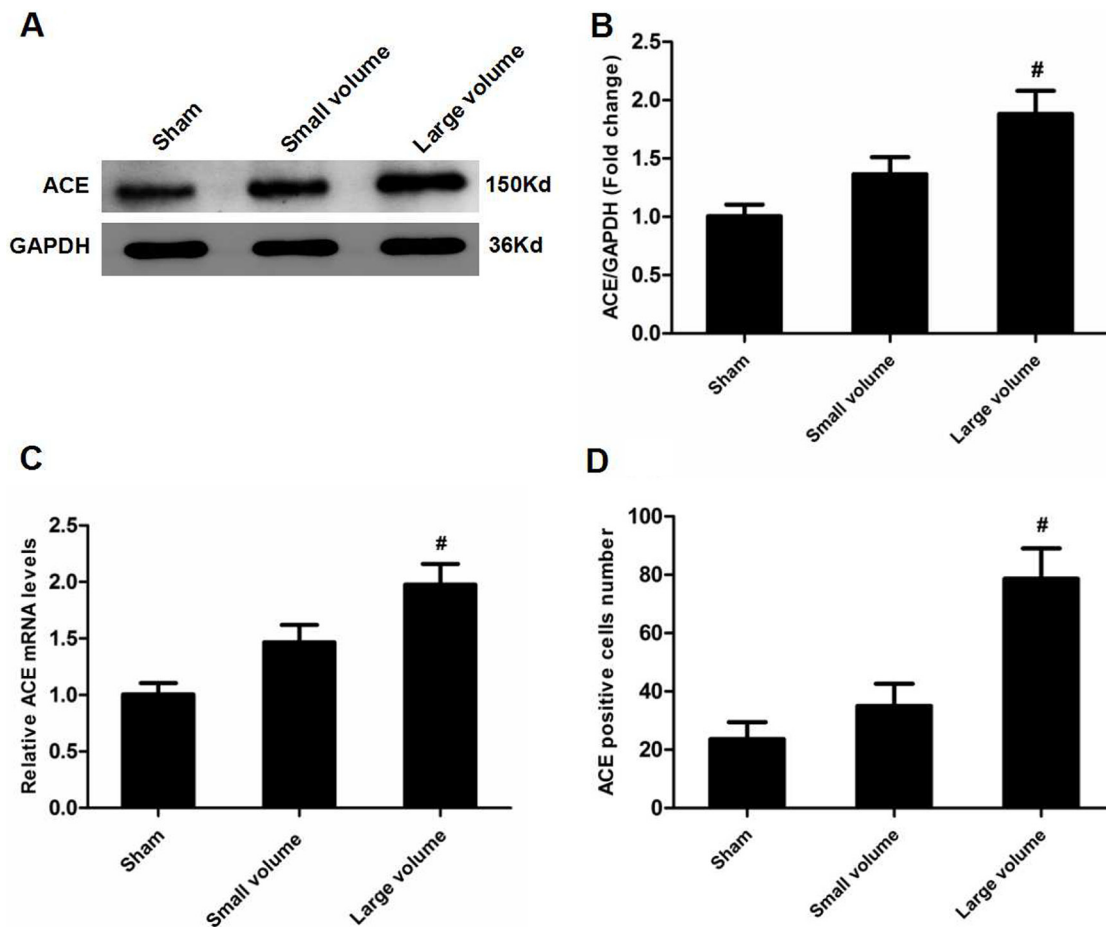 A
Sham
Small volume
Large volume
ACE
150Kd
GAPDH
36Kd
B
ACE/GAPDH (Fold change)
2.5
2.0
1.5
1.0
0.5
0.0
#
Sham
Small volume
Large volume
C
Relative ACE mRNA levels
2.5
2.0
1.5
1.0
0.5
0.0
#
Sham
Small volume
Large volume
D
ACE positive cells number
100
80
60
40
20
0
#
Sham
Small volume
Large volume